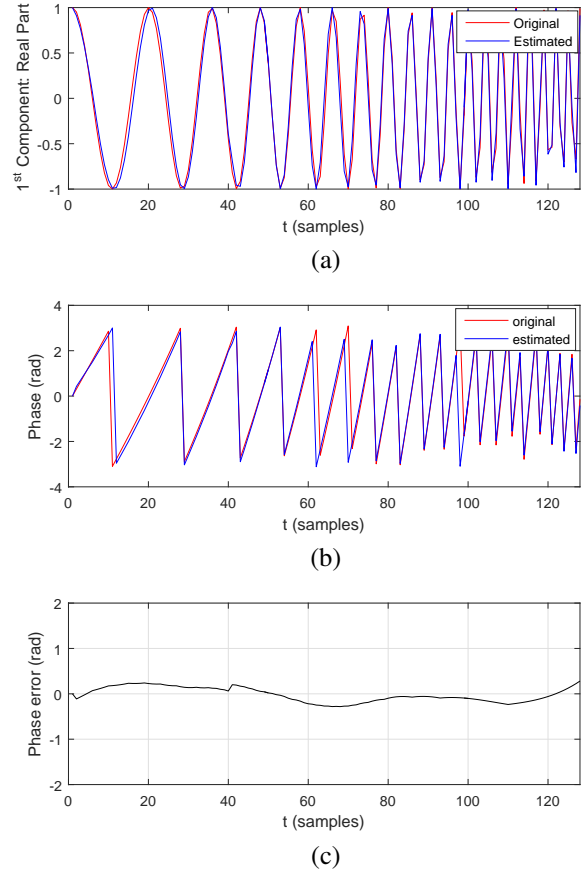 1
0.5
0
-0.5
-1
1st Component: Real Part
Original
Estimated
0 20 40 60 80 100 120
t (samples)
(a)
4
2
0
-2
-4
Phase (rad)
original
estimated
0 20 40 60 80 100 120
t (samples)
(b)
2
1
0
-1
-2
Phase error (rad)
0 20 40 60 80 100 120
t (samples)
(c)